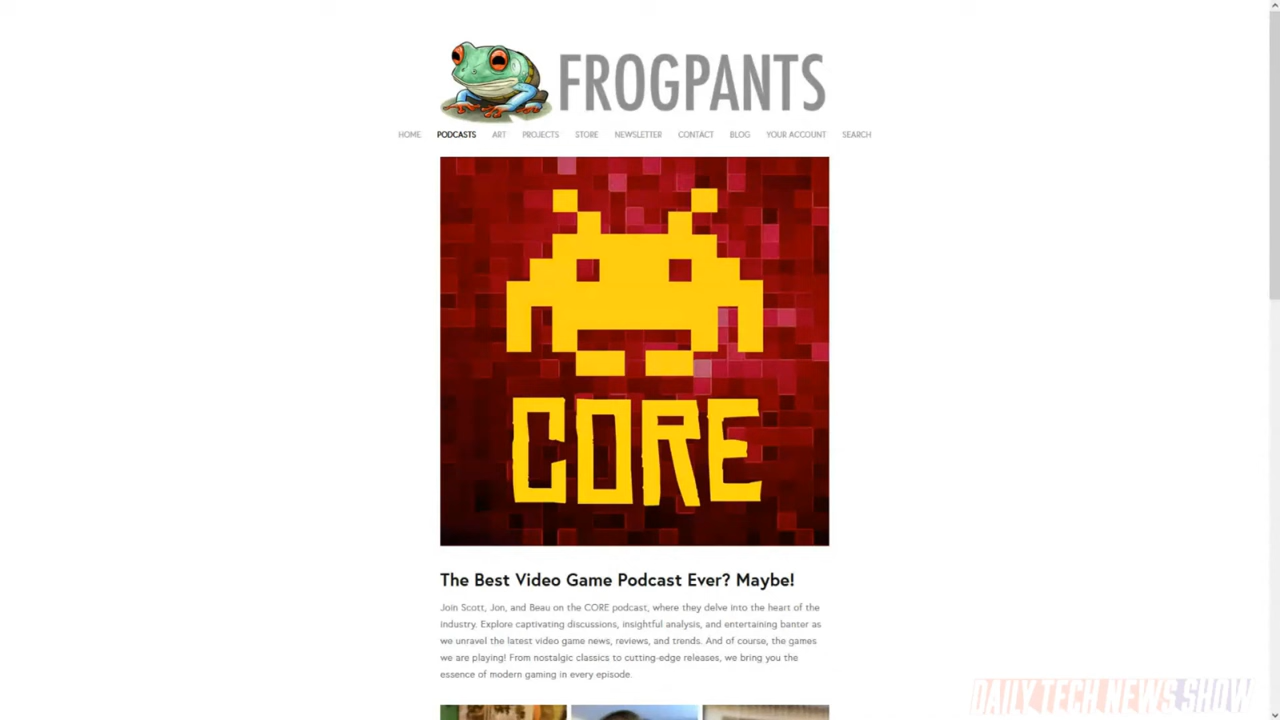 FROGPANTS
HOME PODCASTS ART PROJECTS STORE NEWSLETTER CONTACT BLOG YOUR ACCOUNT SEARCH
CORE
The Best Video Game Podcast Ever? Maybe!
Join Scott, Jon, and Beau on the CORE podcast, where they delve into the heart of the
industry. Explore captivating discussions, insightful analysis, and entertaining banter as
we unravel the latest video game news, reviews, and trends. And of course, the games
we are playing! From nostalgic classics to cutting-edge releases, we bring you the
essence of modern gaming in every episode.
DAILY TECH NEWS SHOW